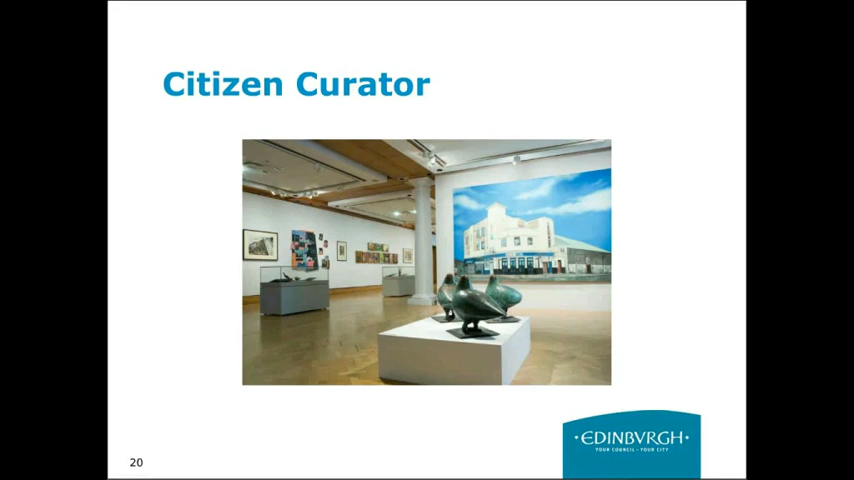 Citizen Curator
·EDINBVRGH·
YOUR COUNCIL – YOUR CITY
20